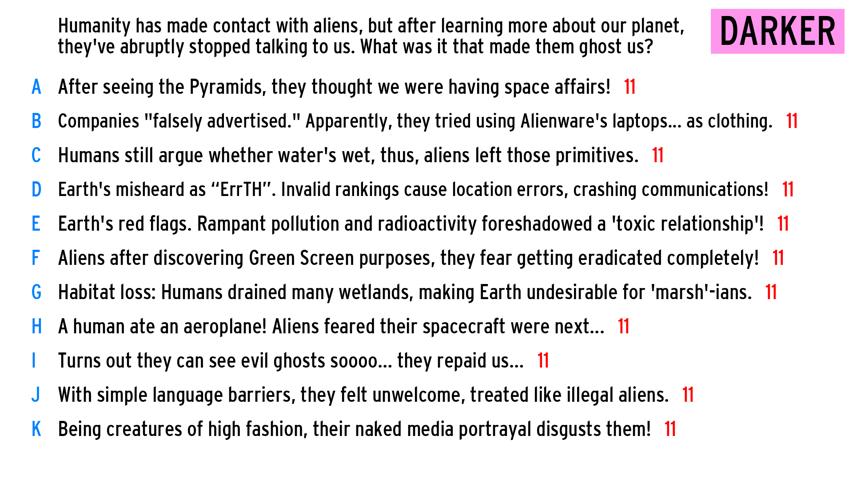 Humanity has made contact with aliens, but after learning more about our planet,
they've abruptly stopped talking to us. What was it that made them ghost us?
DARKER
A After seeing the Pyramids, they thought we were having space affairs! 11
B Companies "falsely advertised." Apparently, they tried using Alienware's laptops... as clothing. 11
C Humans still argue whether water's wet, thus, aliens left those primitives. 11
D Earth's misheard as “ErrTH”. Invalid rankings cause location errors, crashing communications! 11
E Earth's red flags. Rampant pollution and radioactivity foreshadowed a 'toxic relationship'! 11
F Aliens after discovering Green Screen purposes, they fear getting eradicated completely! 11
G Habitat loss: Humans drained many wetlands, making Earth undesirable for 'marsh'-ians. 11
H A human ate an aeroplane! Aliens feared their spacecraft were next... 11
I Turns out they can see evil ghosts soooo... they repaid us... 11
J With simple language barriers, they felt unwelcome, treated like illegal aliens. 11
K Being creatures of high fashion, their naked media portrayal disgusts them! 11